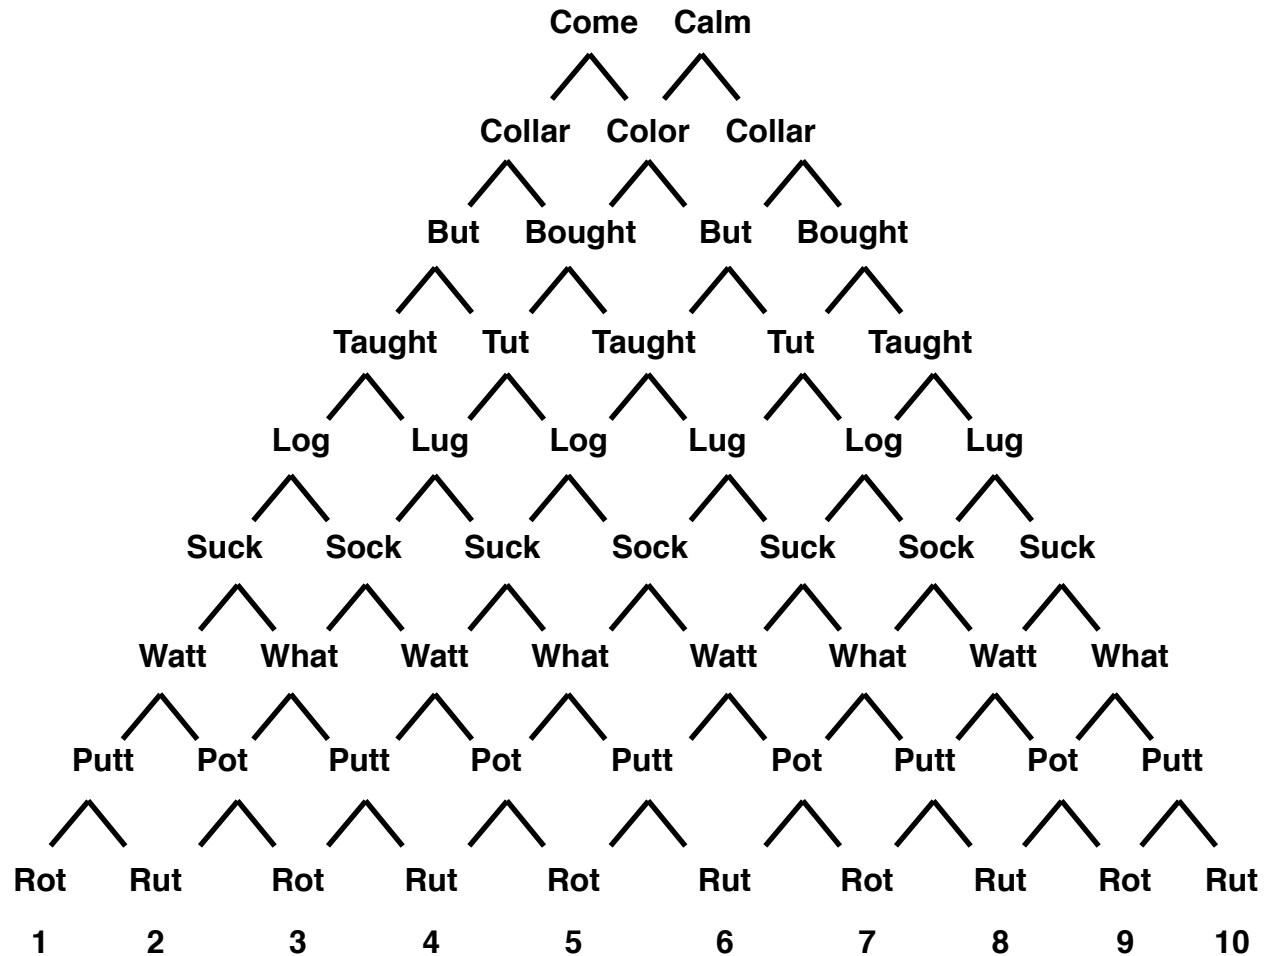 Come Calm
Collar Color Collar
But Bought But Bought
Taught Tut Taught Tut Taught
Log Lug Log Lug Log Lug
Suck Sock Suck Sock Suck Sock Suck
Watt What Watt What Watt What Watt What
Putt Pot Putt Pot Putt Pot Putt Pot Putt
Rot Rut Rot Rut Rot Rut Rot Rut Rot Rut
1 2 3 4 5 6 7 8 9 10